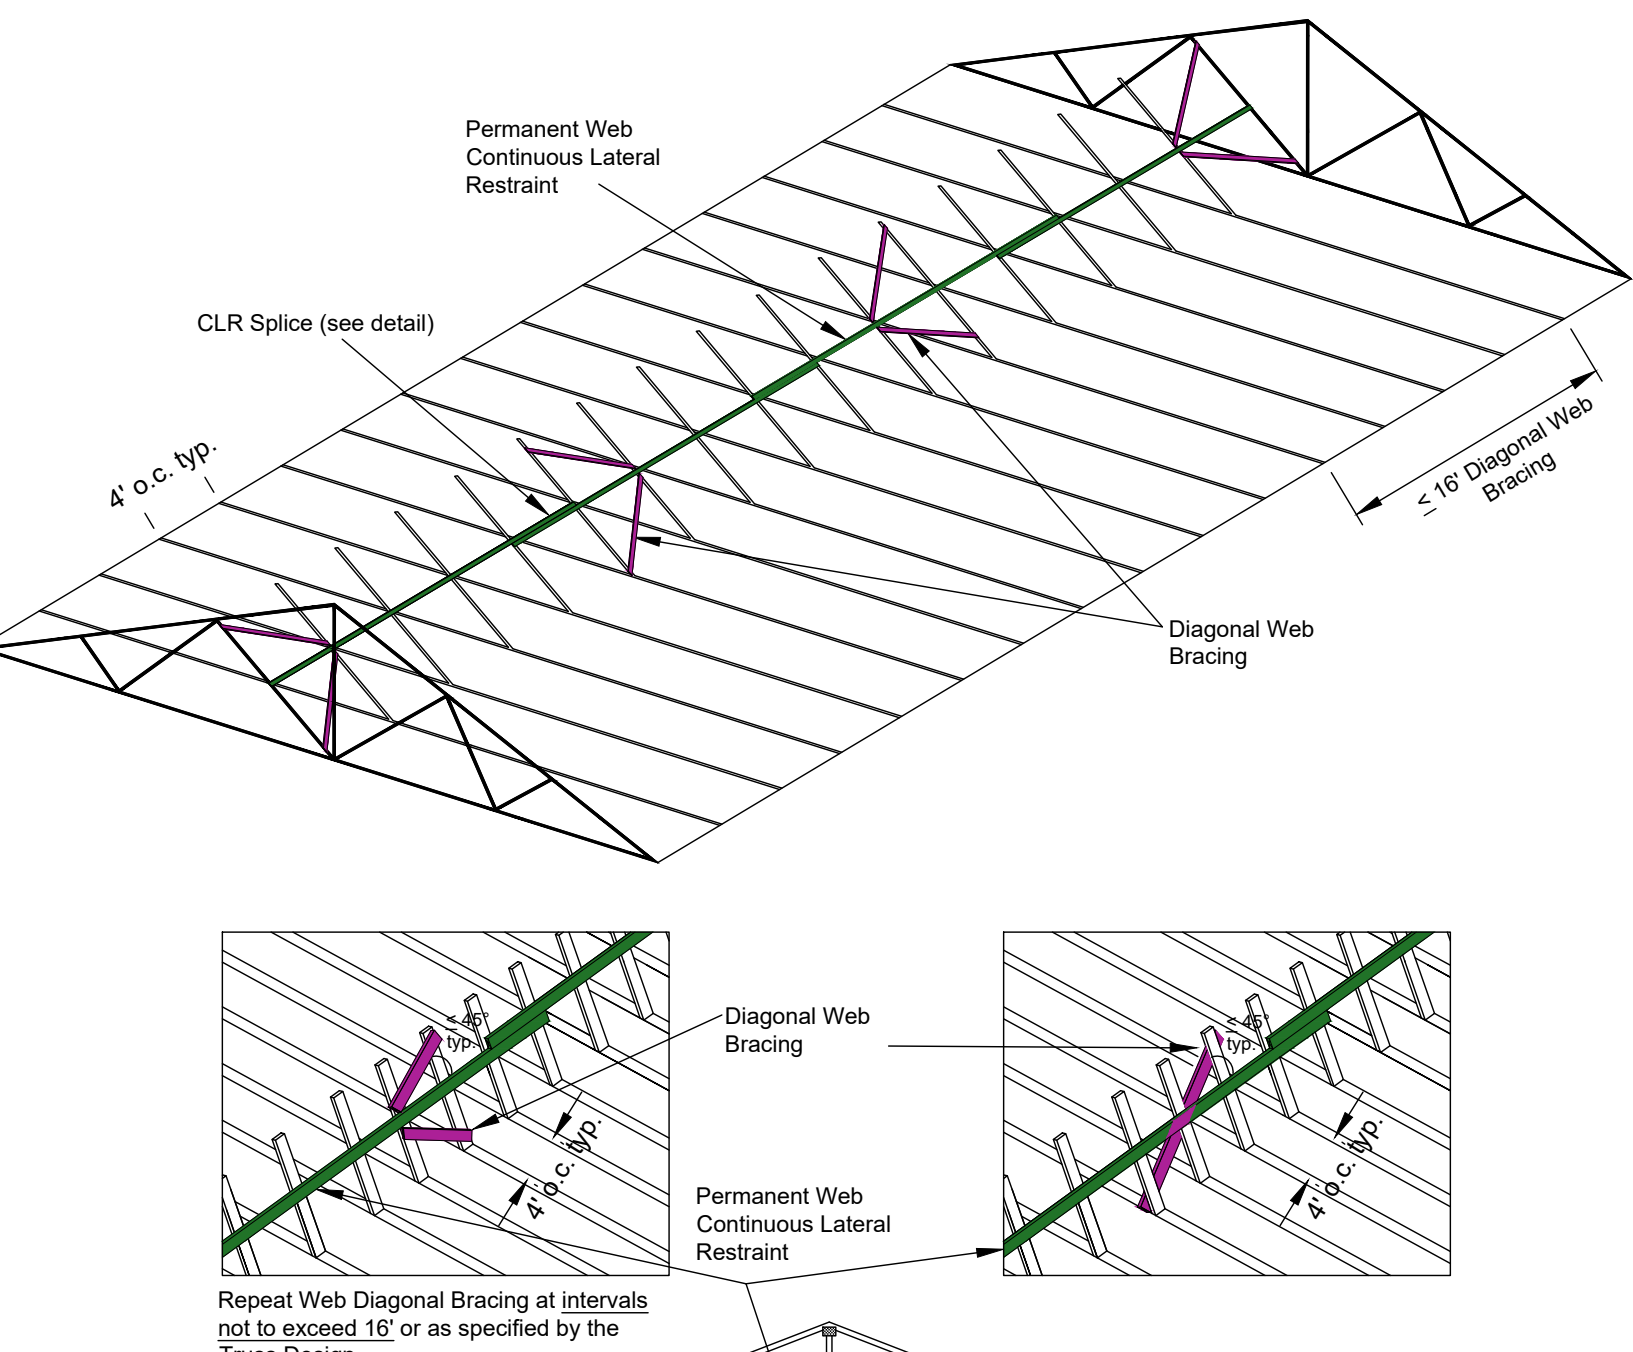 Permanent Web
Continuous Lateral
Restraint
CLR Splice (see detail)
4' o.c. typ.
≤ 16' Diagonal Web
Bracing
Diagonal Web
Bracing
≤ 45°
typ.
4' o.c. typ.
Diagonal Web
Bracing
≤ 45°
typ.
4' o.c. typ.
Permanent Web
Continuous Lateral
Restraint
Repeat Web Diagonal Bracing at intervals
not to exceed 16' or as specified by the
Truss Design